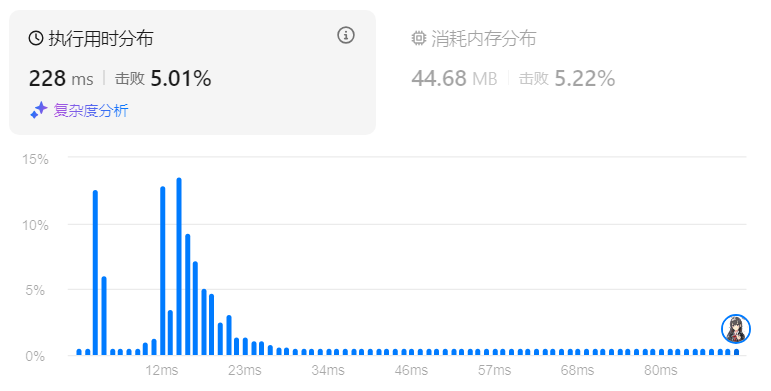 执行用时分布
228 ms 击败 5.01%
复杂度分析
消耗内存分布
44.68 MB 击败 5.22%
15%
10%
5%
0%
12ms 23ms 34ms 46ms 57ms 68ms 80ms